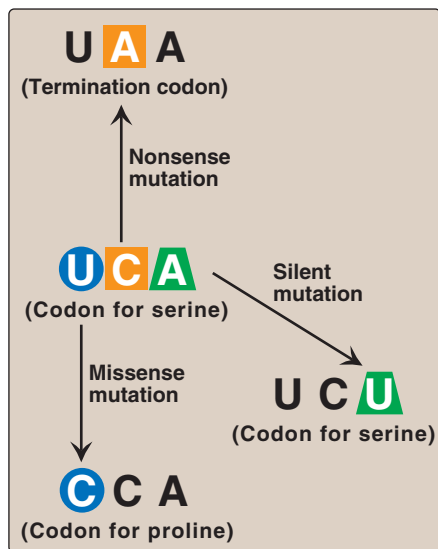 U A A
(Termination codon)
Nonsense
mutation
U C A
(Codon for serine)
Silent
mutation
Missense
mutation
U C U
(Codon for serine)
C C A
(Codon for proline)